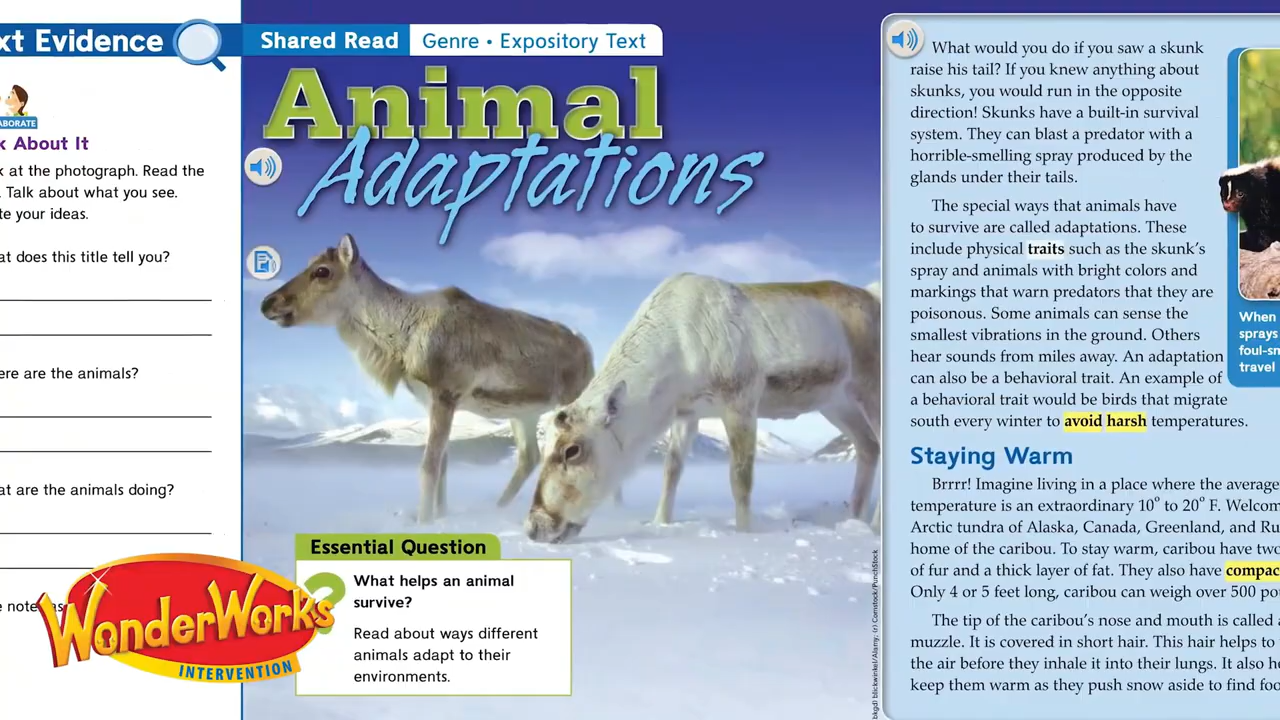 xt Evidence
ABORATE
k About It
k at the photograph. Read the
. Talk about what you see.
te your ideas.
at does this title tell you?
ere are the animals?
at are the animals doing?
e note
as
WonderWorks
INTERVENTION
Shared Read
Genre • Expository Text
Animal
Adaptations
Essential Question
?
What helps an animal
survive?
Read about ways different
animals adapt to their
environments.
bkgd) blickwinkel/Alamy; (r) Comstock/PunchStock
What would you do if you saw a skunk
raise his tail? If you knew anything about
skunks, you would run in the opposite
direction! Skunks have a built-in survival
system. They can blast a predator with a
horrible-smelling spray produced by the
glands under their tails.
The special ways that animals have
to survive are called adaptations. These
include physical traits such as the skunk's
spray and animals with bright colors and
markings that warn predators that they are
poisonous. Some animals can sense the
smallest vibrations in the ground. Others
hear sounds from miles away. An adaptation
can also be a behavioral trait. An example of
a behavioral trait would be birds that migrate
south every winter to avoid harsh temperatures.
When
sprays
foul-sm
travel
Staying Warm
Brrrr! Imagine living in a place where the average
temperature is an extraordinary 10° to 20° F. Welcom
Arctic tundra of Alaska, Canada, Greenland, and Ru
home of the caribou. To stay warm, caribou have two
of fur and a thick layer of fat. They also have compac
Only 4 or 5 feet long, caribou can weigh over 500 po
The tip of the caribou's nose and mouth is called a
muzzle. It is covered in short hair. This hair helps to
he air before they inhale it into their lungs. It also he
keep them warm as they push snow aside to find foo